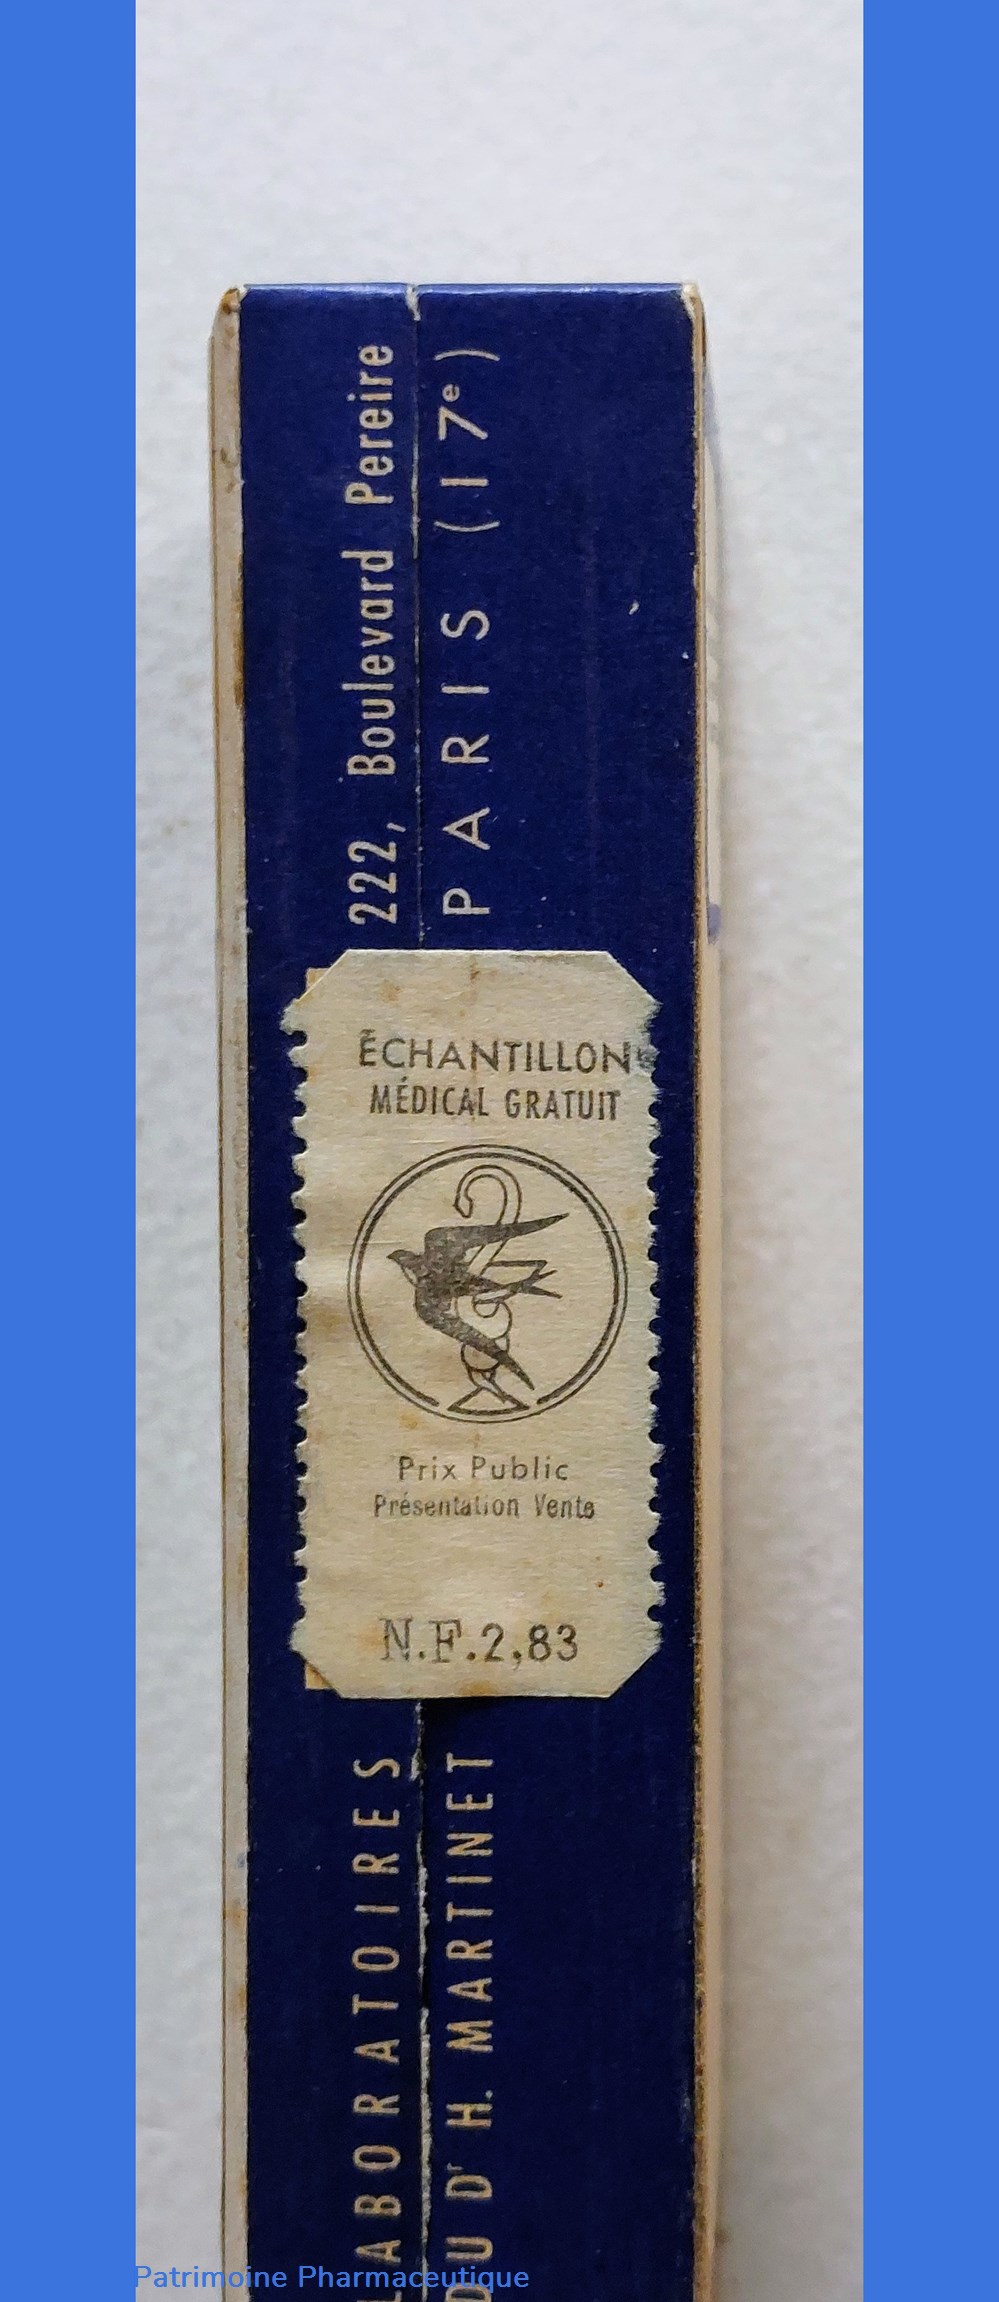 222, Boulevard Pereire
PARIS (17e)
ÉCHANTILLON
MÉDICAL GRATUIT
Prix Public
Présentation Vente
N.F.2,83
LABORATOIRES
DU Dr H. MARTINET
Patrimoine Pharmaceutique